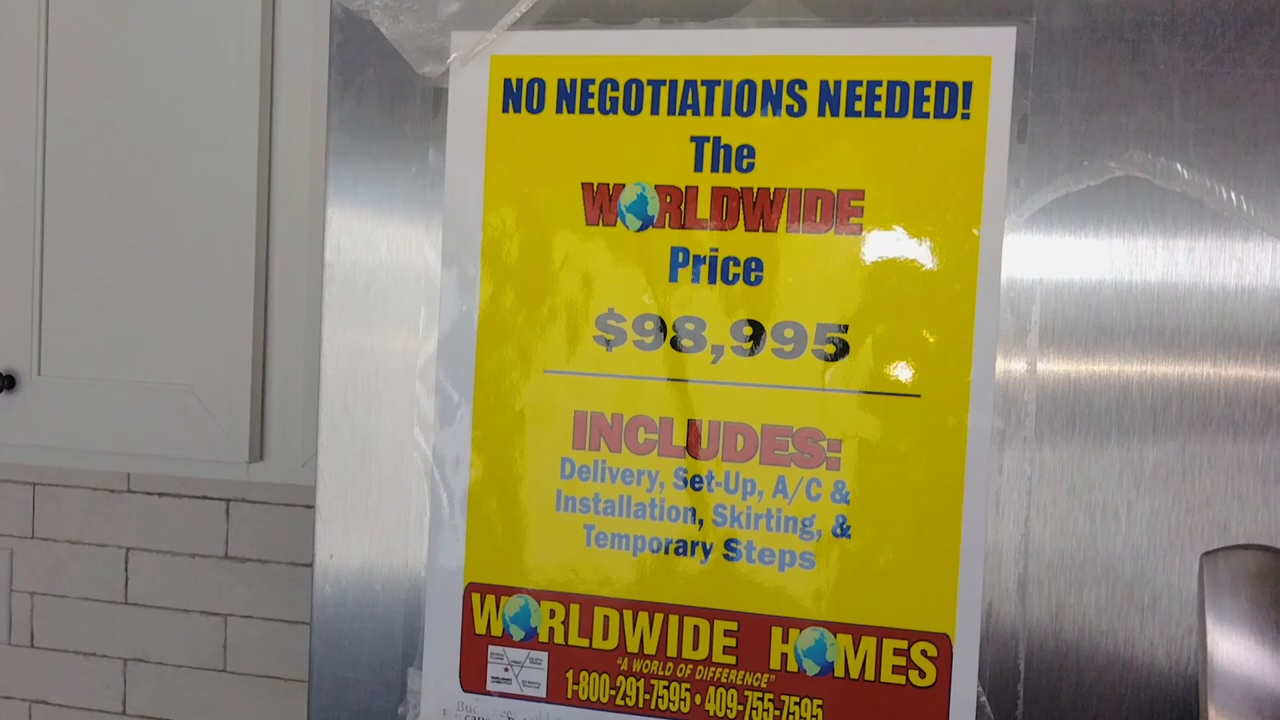 NO NEGOTIATIONS NEEDED!
The
WORLDWIDE
Price
$98,995
INCLUDES:
Delivery, Set-Up, A/C &
Installation, Skirting, &
Temporary Steps
WORLDWIDE HOMES
"A WORLD OF DIFFERENCE"
1-800-291-7595 • 409-755-7595